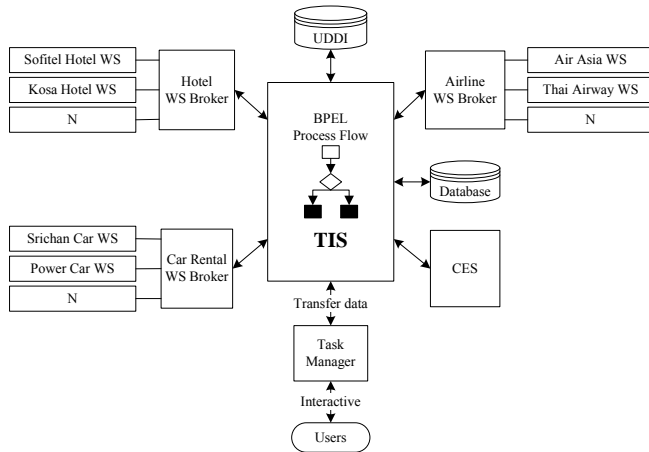 UDDI
Sofitel Hotel WS
Kosa Hotel WS
N
Hotel
WS Broker
Airline
WS Broker
Air Asia WS
Thai Airway WS
N
BPEL
Process Flow
TIS
Database
Srichan Car WS
Power Car WS
N
Car Rental
WS Broker
CES
Transfer data
Task
Manager
Interactive
Users